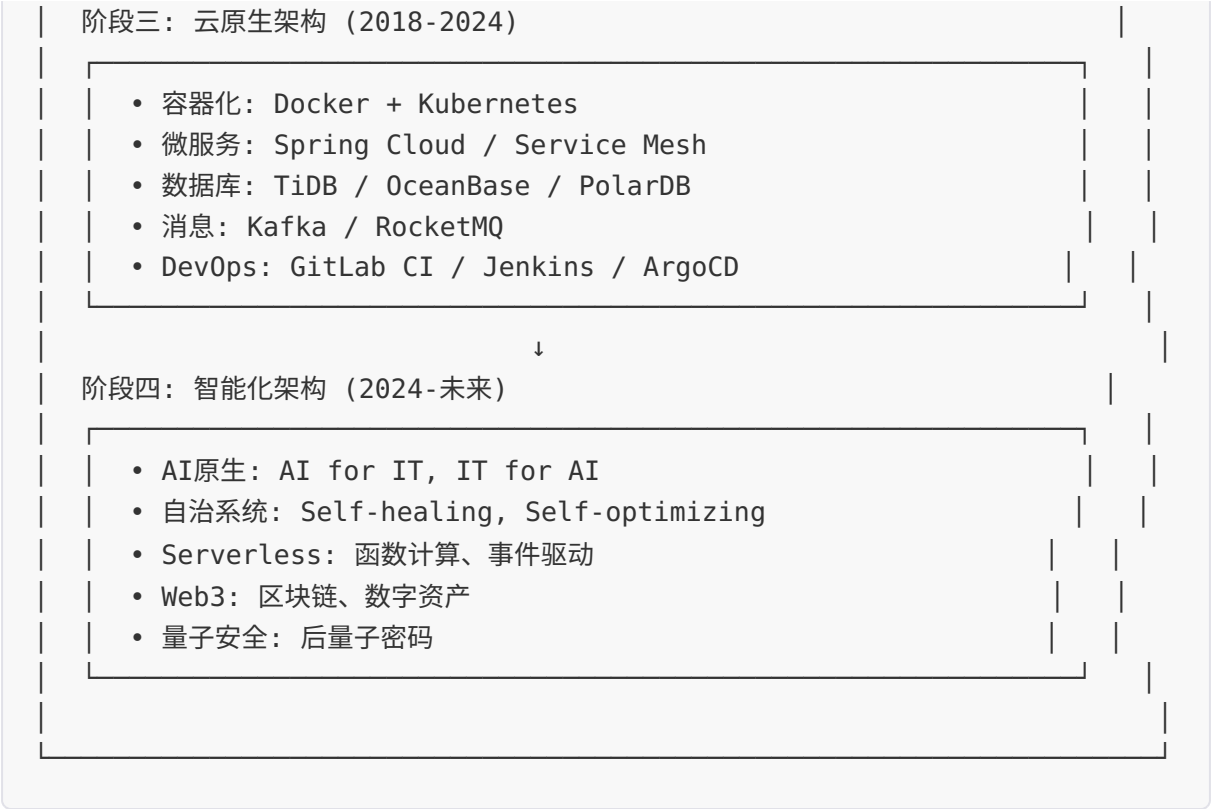 阶段三: 云原生架构 (2018-2024)
• 容器化: Docker + Kubernetes
• 微服务: Spring Cloud / Service Mesh
• 数据库: TiDB / OceanBase / PolarDB
• 消息: Kafka / RocketMQ
• DevOps: GitLab CI / Jenkins / ArgoCD
↓
阶段四: 智能化架构 (2024-未来)
• AI原生: AI for IT, IT for AI
• 自治系统: Self-healing, Self-optimizing
• Serverless: 函数计算、事件驱动
• Web3: 区块链、数字资产
• 量子安全: 后量子密码